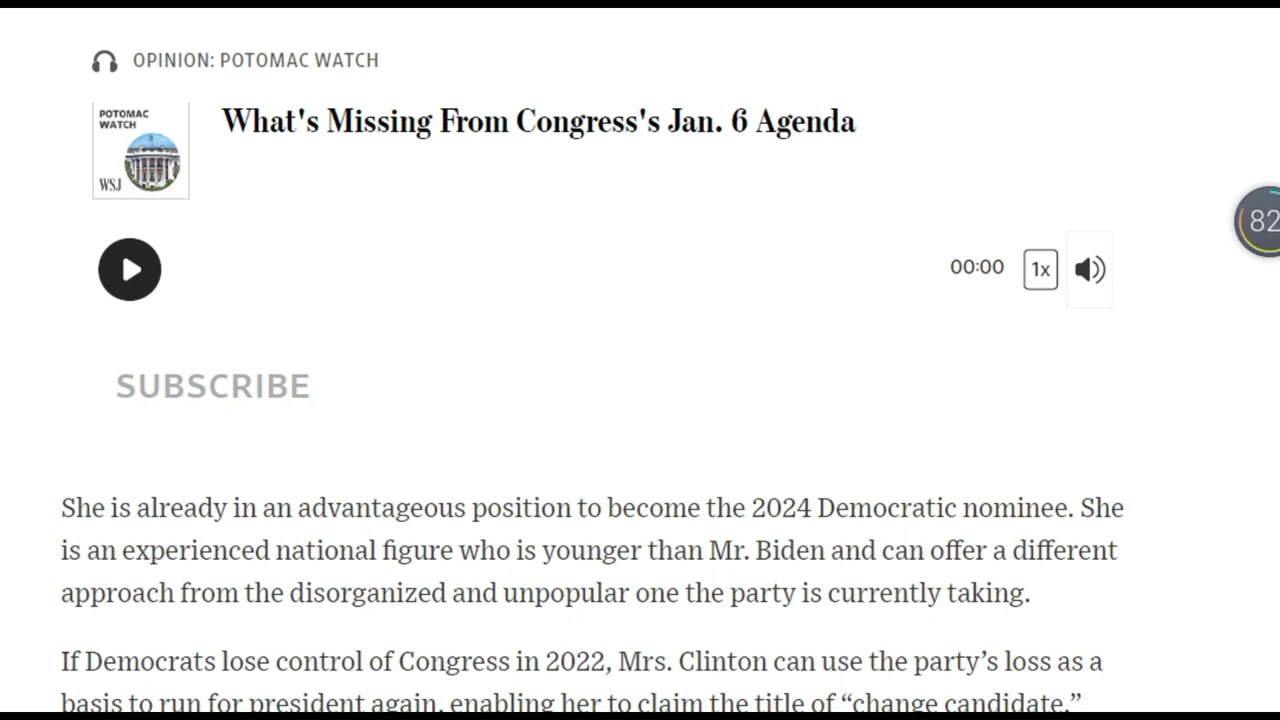 OPINION: POTOMAC WATCH
POTOMAC
WATCH
WSJ
What's Missing From Congress's Jan. 6 Agenda
00:00
1x
82
SUBSCRIBE
She is already in an advantageous position to become the 2024 Democratic nominee. She
is an experienced national figure who is younger than Mr. Biden and can offer a different
approach from the disorganized and unpopular one the party is currently taking.
If Democrats lose control of Congress in 2022, Mrs. Clinton can use the party’s loss as a
basis to run for president again, enabling her to claim the title of “change candidate.”